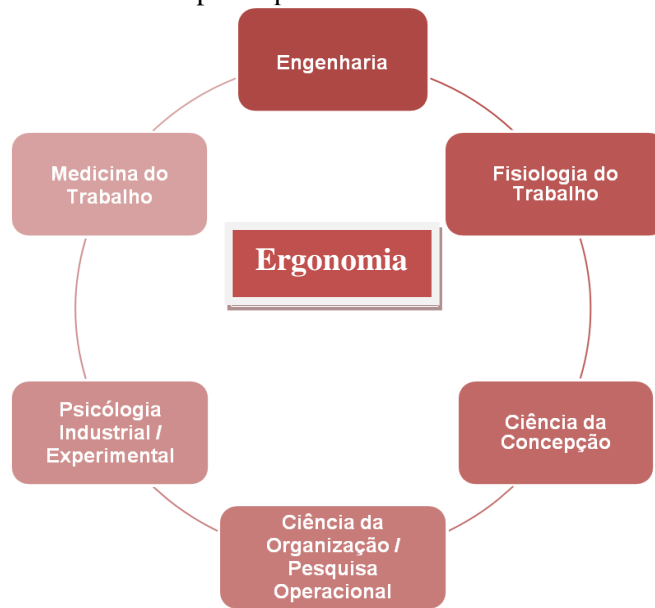 Engenharia
Fisiologia do
Trabalho
Ciência da
Concepção
Ciência da
Organização /
Pesquisa
Operacional
Psicólogia
Industrial /
Experimental
Medicina do
Trabalho
Ergonomia